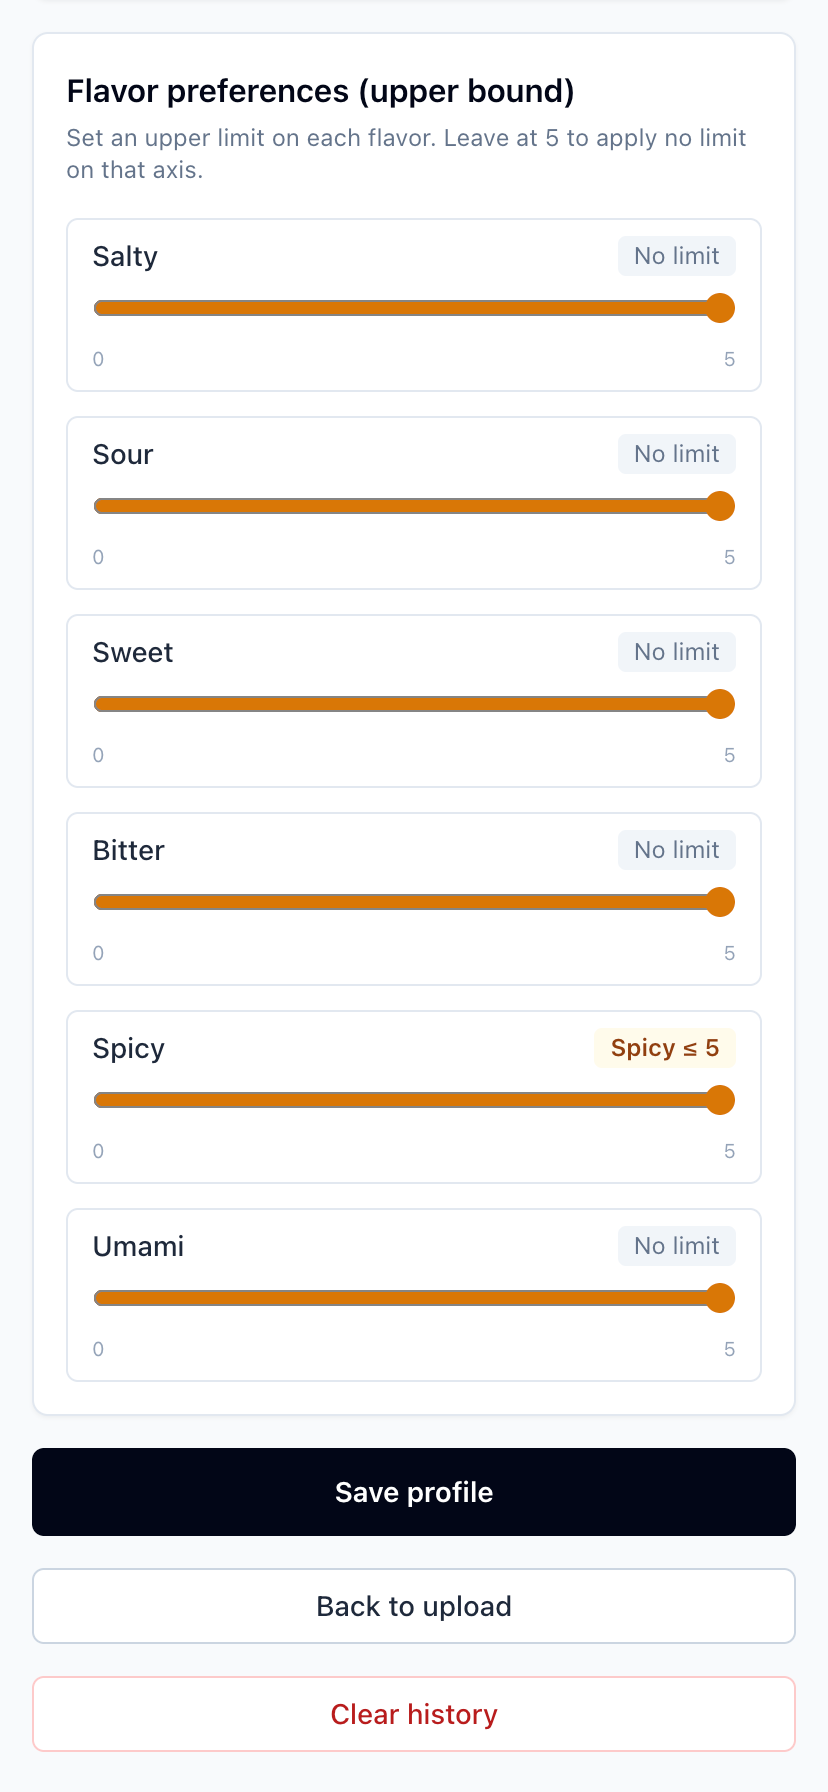 Flavor preferences (upper bound)
Set an upper limit on each flavor. Leave at 5 to apply no limit
on that axis.
Salty
No limit
0
5
Sour
No limit
0
5
Sweet
No limit
0
5
Bitter
No limit
0
5
Spicy
Spicy ≤ 5
0
5
Umami
No limit
0
5
Save profile
Back to upload
Clear history